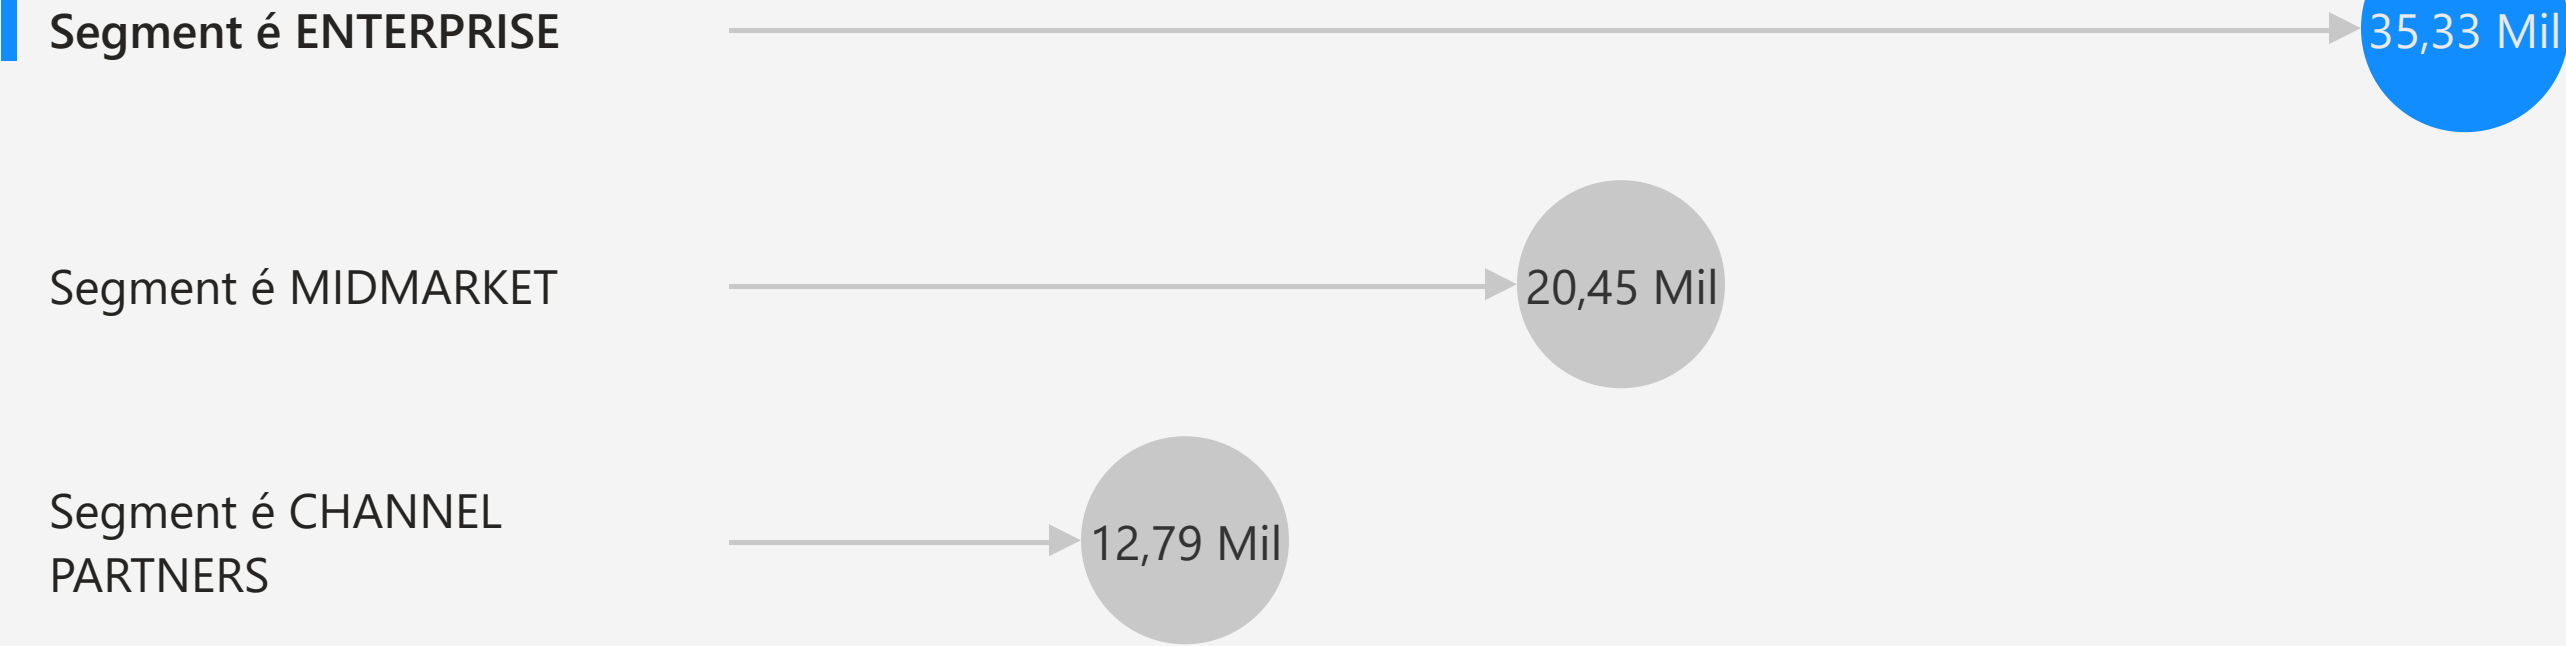 Segment é ENTERPRISE
35,33 Mil
Segment é MIDMARKET
20,45 Mil
Segment é CHANNEL
PARTNERS
12,79 Mil